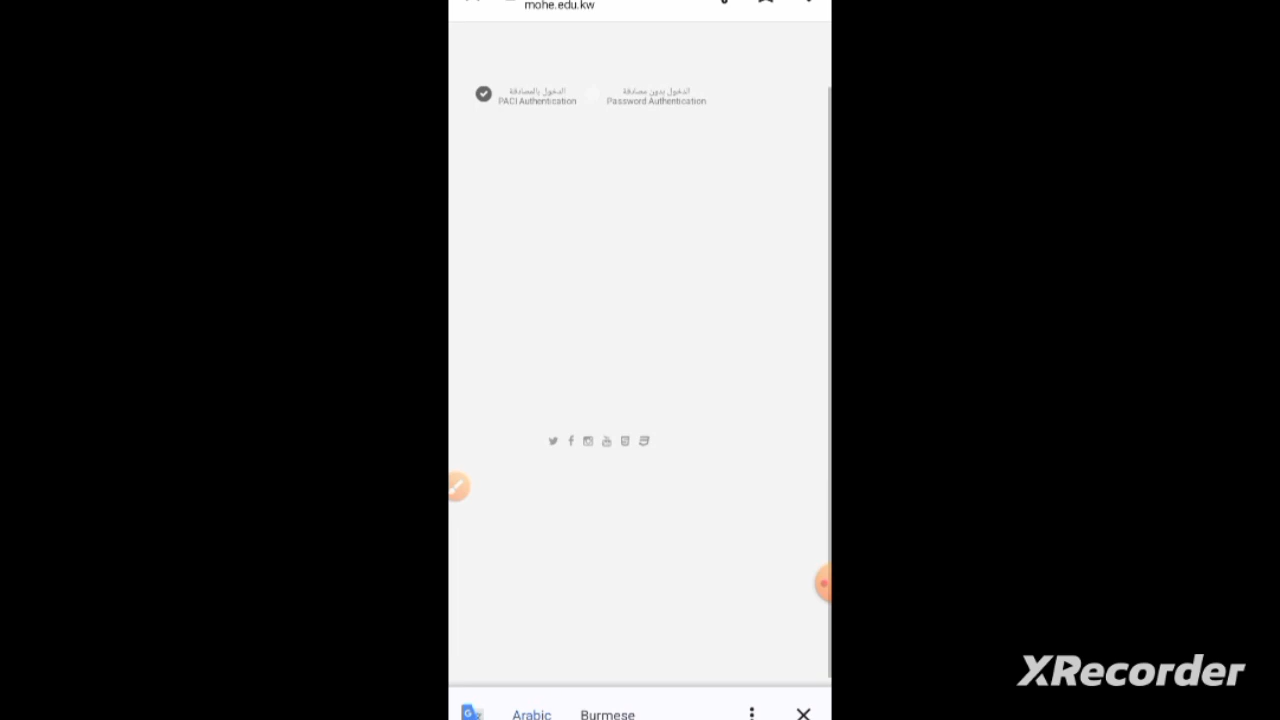 mohe.edu.kw
الدخول بالمصادقة
PACI Authentication
الدخول بدون مصادقة
Password Authentication
Arabic
Burmese
XRecorder